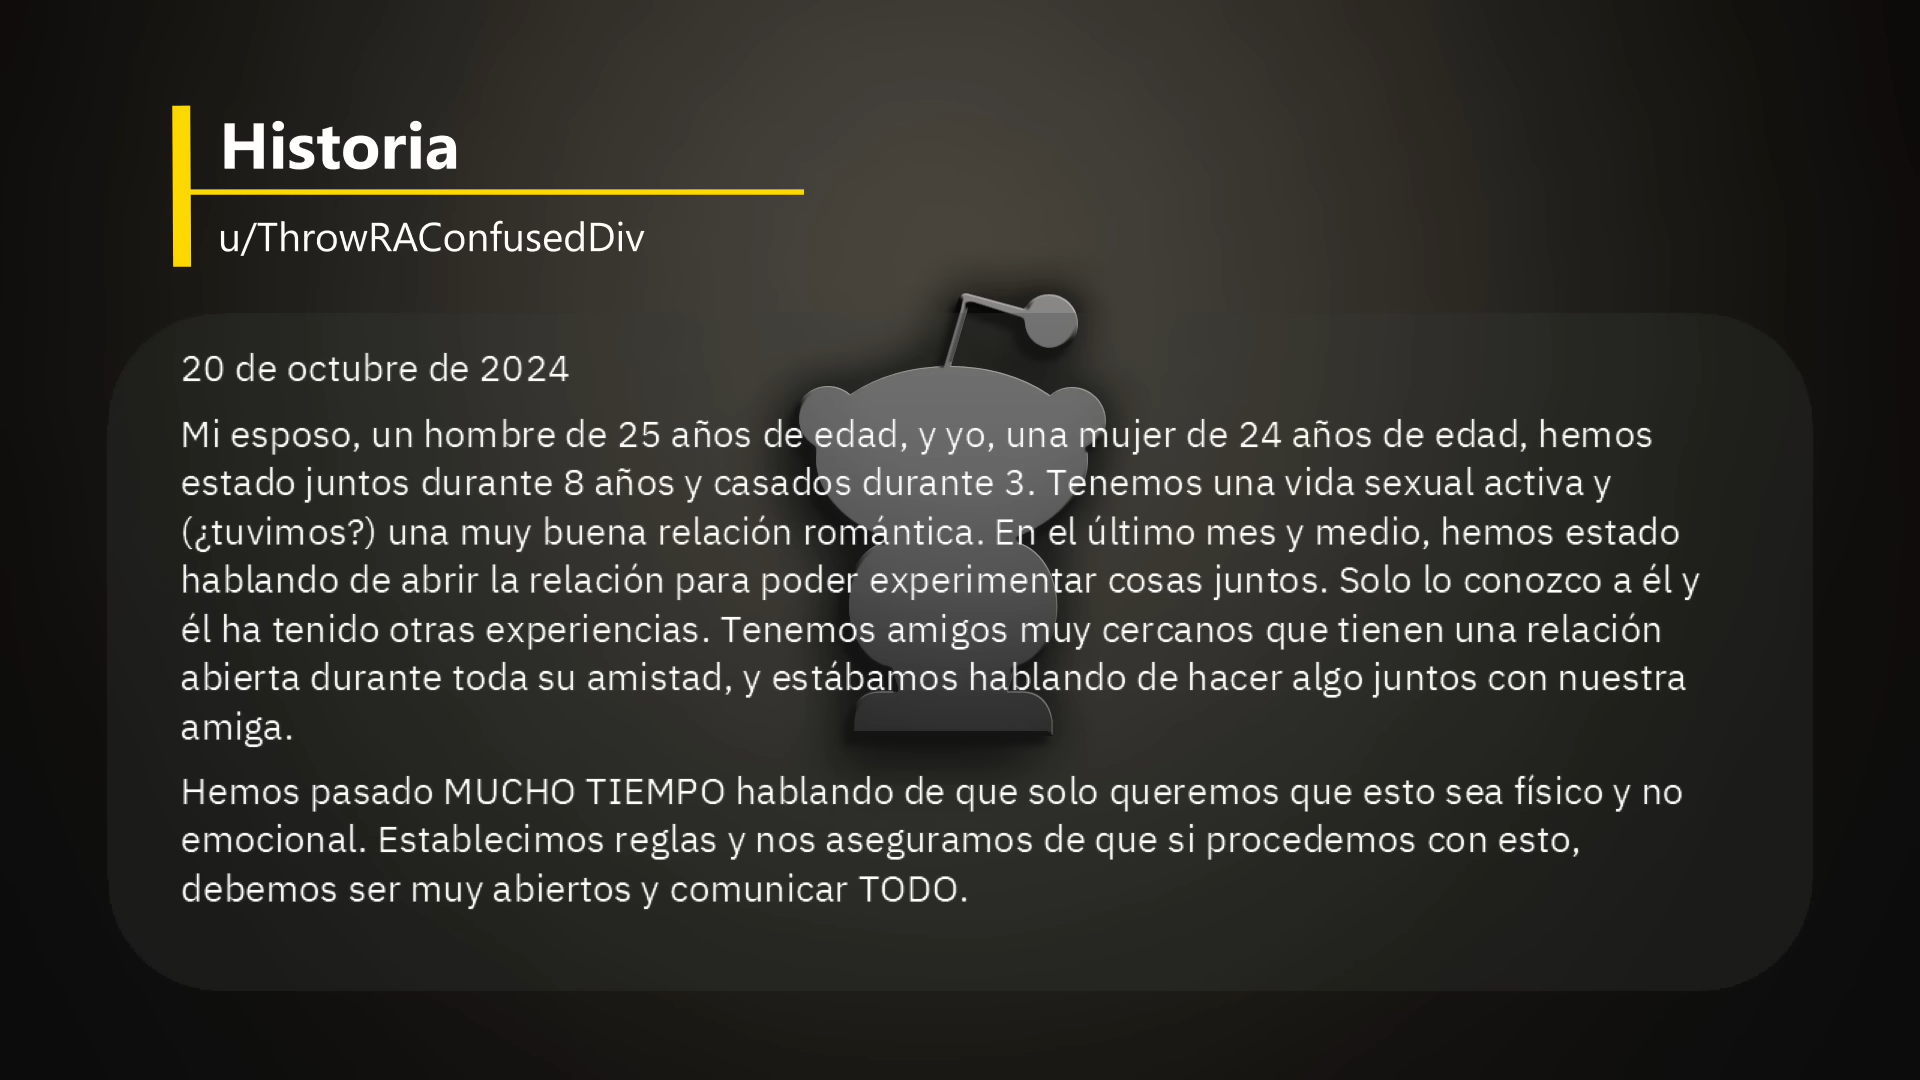 Historia
u/ThrowRAConfusedDiv
20 de octubre de 2024
Mi esposo, un hombre de 25 años de edad, y yo, una mujer de 24 años de edad, hemos
estado juntos durante 8 años y casados durante 3. Tenemos una vida sexual activa y
(¿tuvimos?) una muy buena relación romántica. En el último mes y medio, hemos estado
hablando de abrir la relación para poder experimentar cosas juntos. Solo lo conozco a él y
él ha tenido otras experiencias. Tenemos amigos muy cercanos que tienen una relación
abierta durante toda su amistad, y estábamos hablando de hacer algo juntos con nuestra
amiga.
Hemos pasado MUCHO TIEMPO hablando de que solo queremos que esto sea físico y no
emocional. Establecimos reglas y nos aseguramos de que si procedemos con esto,
debemos ser muy abiertos y comunicar TODO.